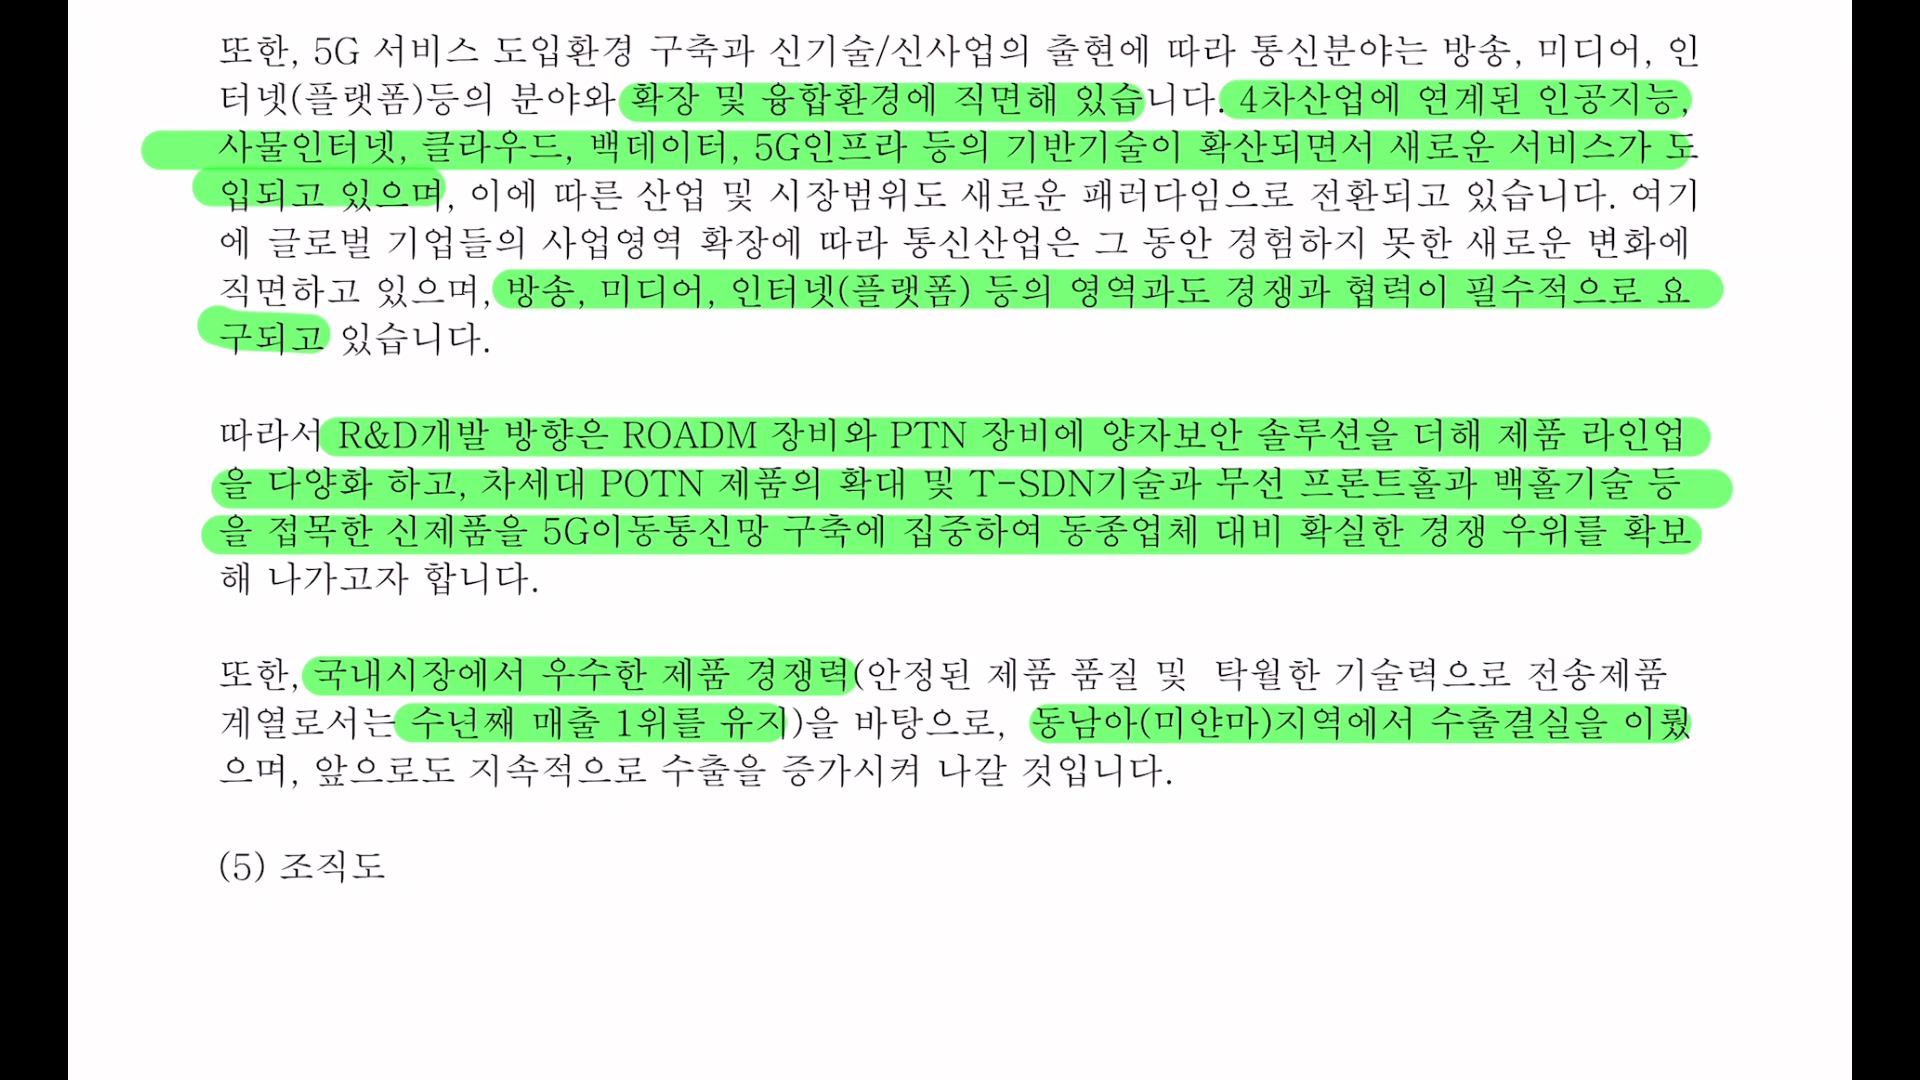 또한, 5G 서비스 도입환경 구축과 신기술/신사업의 출현에 따라 통신분야는 방송, 미디어, 인
터넷(플랫폼)등의 분야와 확장 및 융합환경에 직면해 있습니다. 4차산업에 연계된 인공지능,
사물인터넷, 클라우드, 백데이터, 5G인프라 등의 기반기술이 확산되면서 새로운 서비스가 도
입되고 있으며, 이에 따른 산업 및 시장범위도 새로운 패러다임으로 전환되고 있습니다. 여기
에 글로벌 기업들의 사업영역 확장에 따라 통신산업은 그 동안 경험하지 못한 새로운 변화에
직면하고 있으며, 방송, 미디어, 인터넷(플랫폼) 등의 영역과도 경쟁과 협력이 필수적으로 요
구되고 있습니다.
따라서 R&D개발 방향은 ROADM 장비와 PTN 장비에 양자보안 솔루션을 더해 제품 라인업
을 다양화 하고, 차세대 POTN 제품의 확대 및 T-SDN기술과 무선 프론트홀과 백홀기술 등
을 접목한 신제품을 5G이동통신망 구축에 집중하여 동종업체 대비 확실한 경쟁 우위를 확보
해 나가고자 합니다.
또한, 국내시장에서 우수한 제품 경쟁력(안정된 제품 품질 및 탁월한 기술력으로 전송제품
계열로서는 수년째 매출 1위를 유지)을 바탕으로, 동남아(미얀마)지역에서 수출결실을 이뤘
으며, 앞으로도 지속적으로 수출을 증가시켜 나갈 것입니다.
(5) 조직도